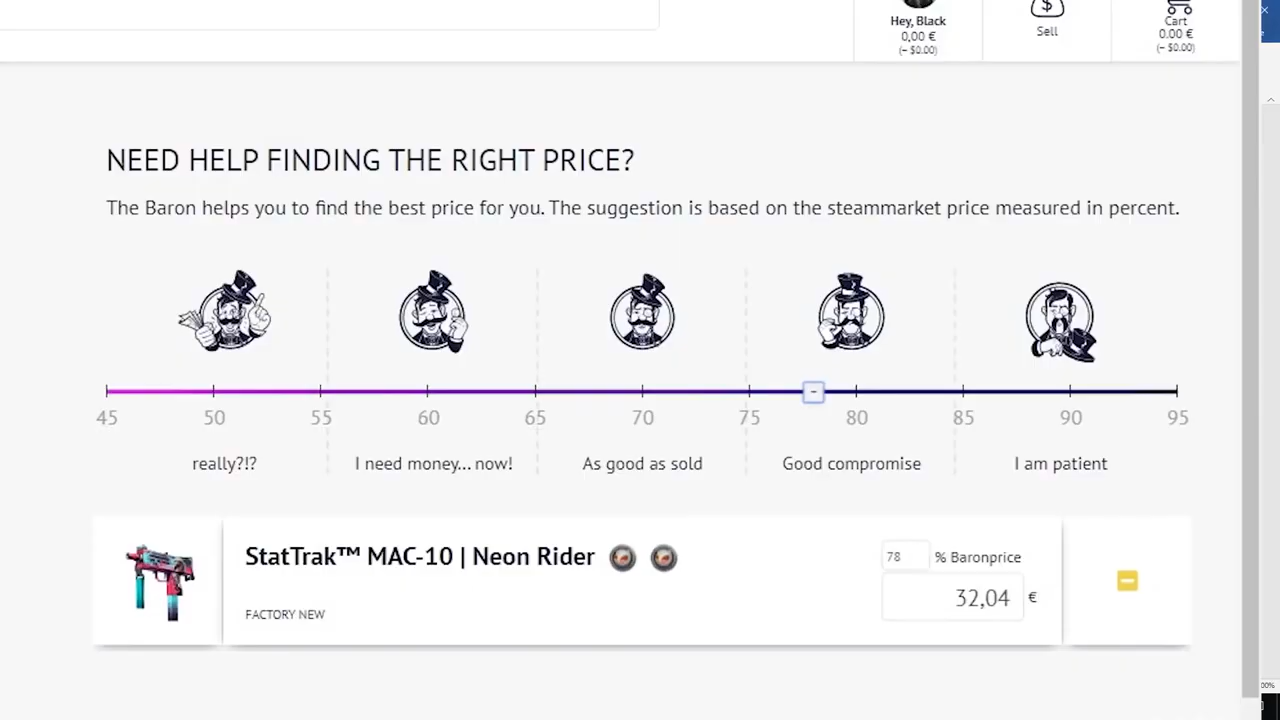 Hey, Black
0,00 €
(~ $0.00)
Sell
Cart
0.00 €
(~ $0.00)
NEED HELP FINDING THE RIGHT PRICE?
The Baron helps you to find the best price for you. The suggestion is based on the steammarket price measured in percent.
45 50 55 60 65 70 75 80 85 90 95
really?!? I need money... now! As good as sold Good compromise I am patient
StatTrak™ MAC-10 | Neon Rider
78 % Baronprice
32,04 €
FACTORY NEW
00%